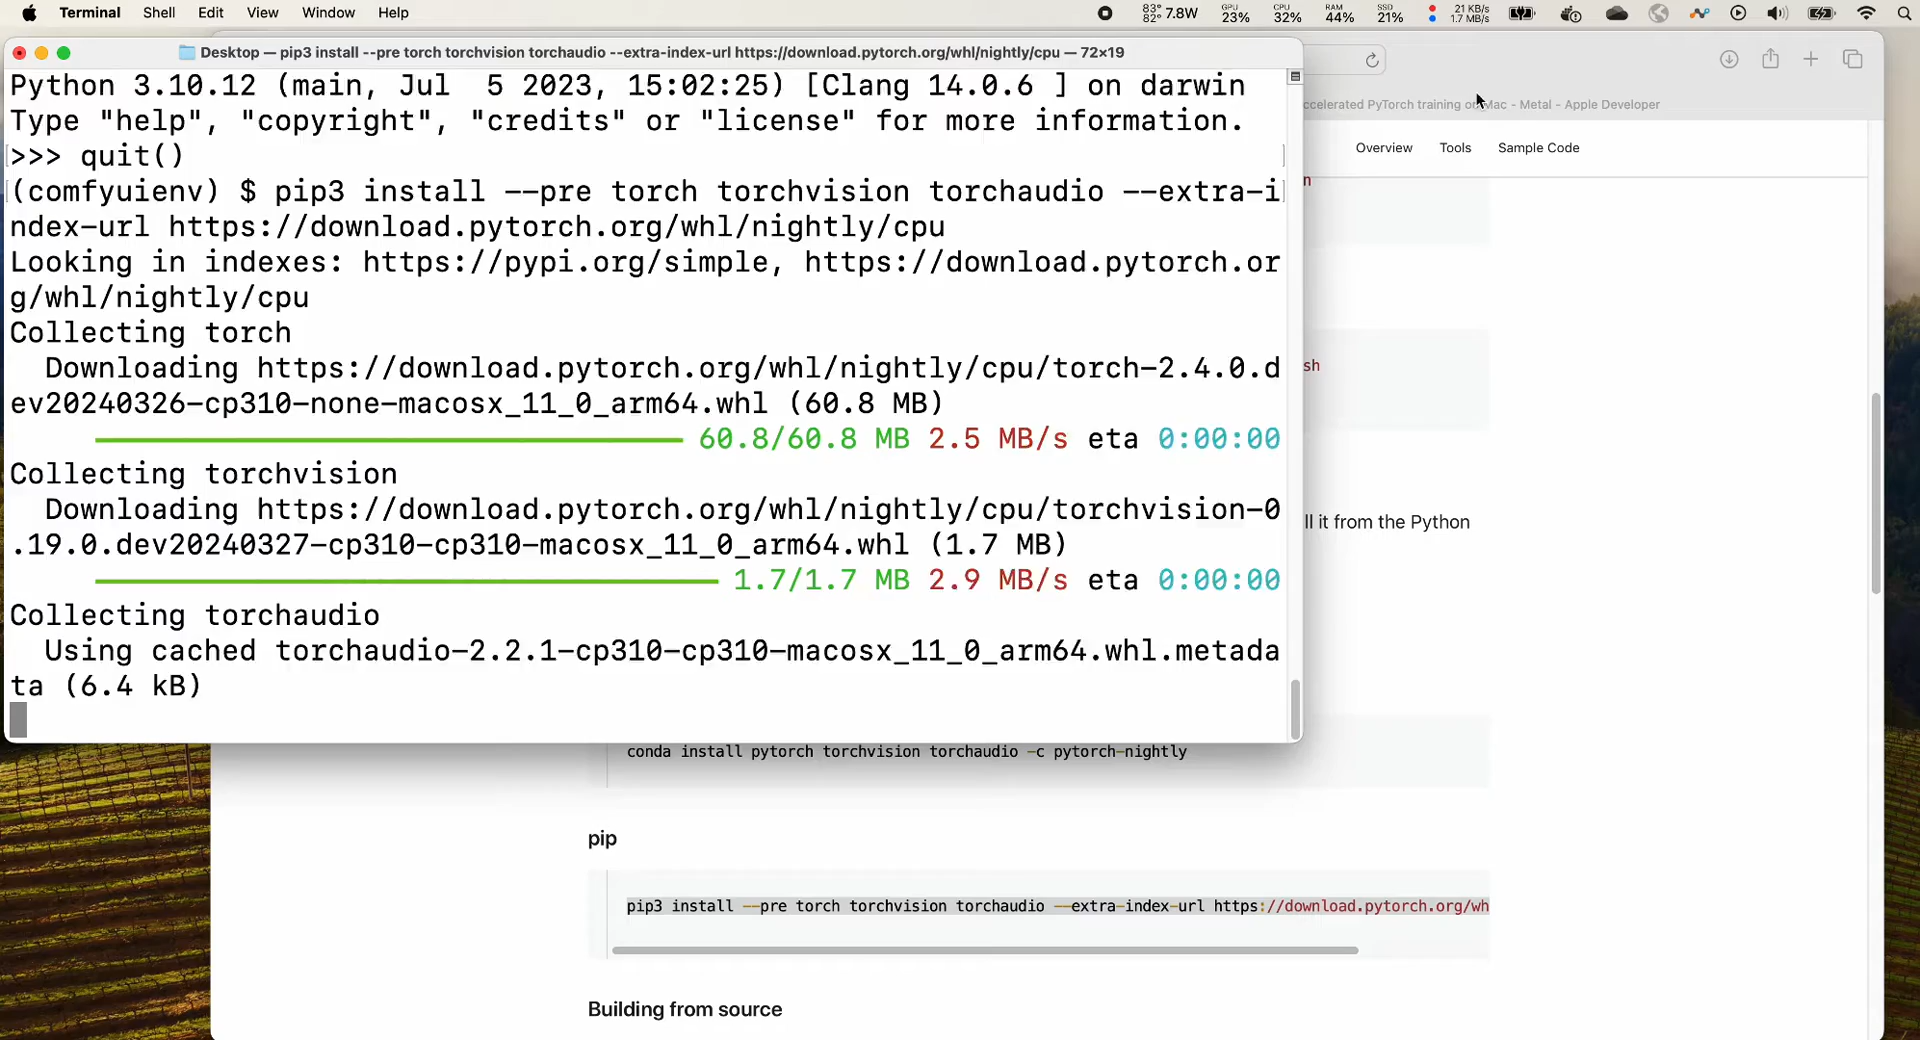 Terminal Shell Edit View Window Help 83° 82° 7.8W GPU 23% CPU 32% RAM 44% SSD 21% 21 KB/s 1.7 MB/s
Desktop — pip3 install --pre torch torchvision torchaudio --extra-index-url https://download.pytorch.org/whl/nightly/cpu — 72×19
Python 3.10.12 (main, Jul  5 2023, 15:02:25) [Clang 14.0.6 ] on darwin
Type "help", "copyright", "credits" or "license" for more information.
>>> quit()
(comfyuienv) $ pip3 install --pre torch torchvision torchaudio --extra-i
ndex-url https://download.pytorch.org/whl/nightly/cpu
Looking in indexes: https://pypi.org/simple, https://download.pytorch.or
g/whl/nightly/cpu
Collecting torch
  Downloading https://download.pytorch.org/whl/nightly/cpu/torch-2.4.0.d
ev20240326-cp310-none-macosx_11_0_arm64.whl (60.8 MB)
60.8/60.8 MB 2.5 MB/s eta 0:00:00
Collecting torchvision
  Downloading https://download.pytorch.org/whl/nightly/cpu/torchvision-0
.19.0.dev20240327-cp310-cp310-macosx_11_0_arm64.whl (1.7 MB)
1.7/1.7 MB 2.9 MB/s eta 0:00:00
Collecting torchaudio
  Using cached torchaudio-2.2.1-cp310-cp310-macosx_11_0_arm64.whl.metada
ta (6.4 kB)
ccelerated PyTorch training on Mac - Metal - Apple Developer
Overview Tools Sample Code
n
sh
ll it from the Python
conda install pytorch torchvision torchaudio -c pytorch-nightly
pip
pip3 install --pre torch torchvision torchaudio --extra-index-url https://download.pytorch.org/wh
Building from source